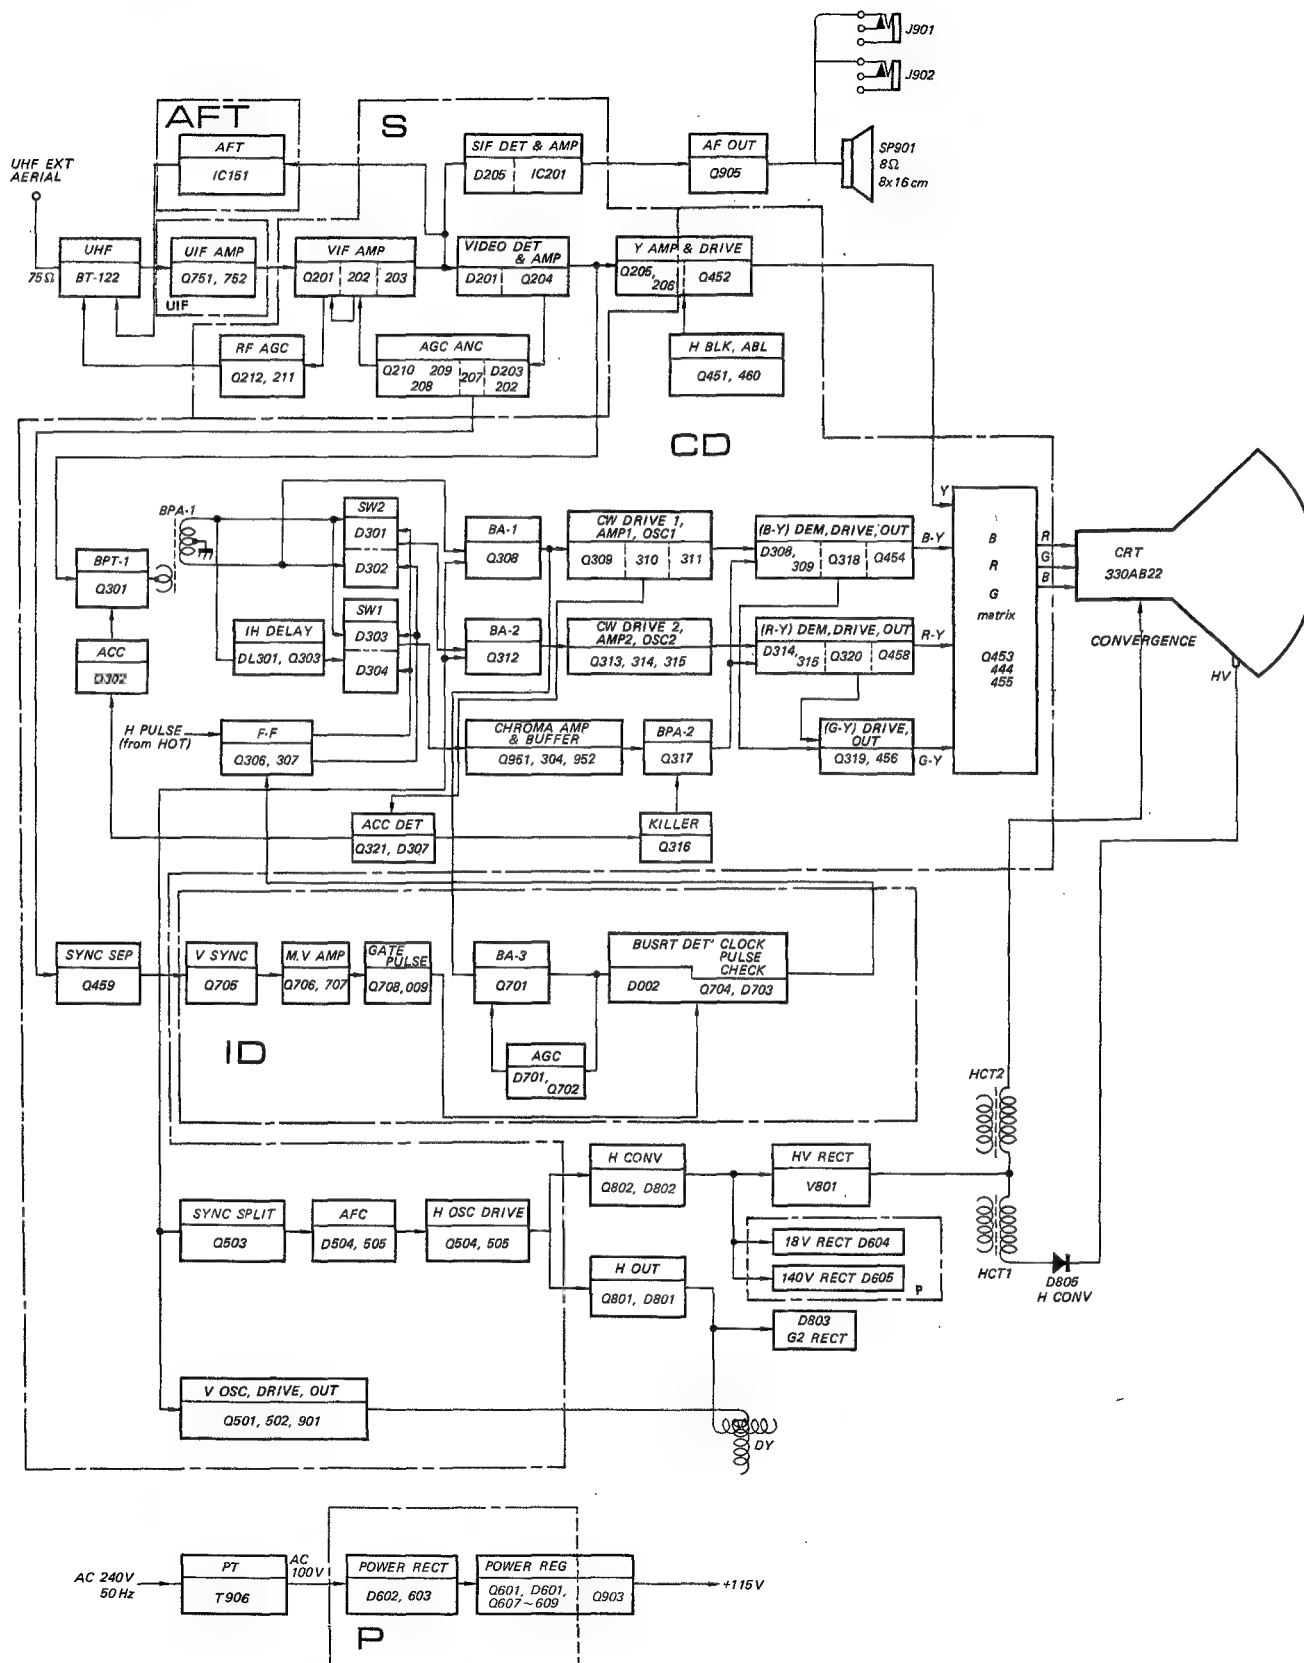 J901
J902
AFT
S
UHF EXT
AERIAL
AFT
IC151
SIF DET & AMP
D205
IC201
AF OUT
Q905
SP901
8Ω
8x16cm
UHF
BT-122
75Ω
UIF AMP
Q751, 752
UIF
VIF AMP
Q201
202
203
VIDEO DET
& AMP
D201
Q204
Y AMP & DRIVE
Q205,
206
Q452
RF AGC
Q212, 211
AGC ANC
Q210 209
208
207
D203
202
H BLK, ABL
Q451, 460
CD
BPA-1
BPT-1
Q301
ACC
D302
SW2
D301
D302
SW1
D303
D304
IH DELAY
DL301, Q303
H PULSE
(from HOT)
F-F
Q306, 307
BA-1
Q308
CW DRIVE 1,
AMP1, OSC1
Q309
310
311
(B-Y) DEM, DRIVE, OUT
D308,
309
Q318
Q454
B-Y
Y
BA-2
Q312
CW DRIVE 2,
AMP2, OSC2
Q313, 314, 315
(R-Y) DEM, DRIVE, OUT
D314,
315
Q320
Q458
R-Y
CHROMA AMP
& BUFFER
Q951, 304, 952
BPA-2
Q317
(G-Y) DRIVE,
OUT
Q319, 456
G-Y
B
R
G
matrix
Q453
444
455
R
G
B
CRT
330AB22
CONVERGENCE
HV
ACC DET
Q321, D307
KILLER
Q316
SYNC SEP
Q459
V SYNC
Q705
M.V AMP
Q706, 707
GATE
PULSE
Q708,009
BA-3
Q701
BUSRT DET' CLOCK
PULSE
CHECK
D002
Q704, D703
AGC
D701,
Q702
ID
HCT2
H CONV
Q802, D802
HV RECT
V801
SYNC SPLIT
Q503
AFC
D504, 505
H OSC DRIVE
Q504, 505
18V RECT D604
140V RECT D605
P
HCT1
D805
H CONV
H OUT
Q801, D801
D803
G2 RECT
V OSC, DRIVE, OUT
Q501, 502, 901
DY
AC 240V
50Hz
PT
T906
AC
100V
POWER RECT
D602, 603
POWER REG
Q601, D601,
Q607~609
Q903
+115V
P